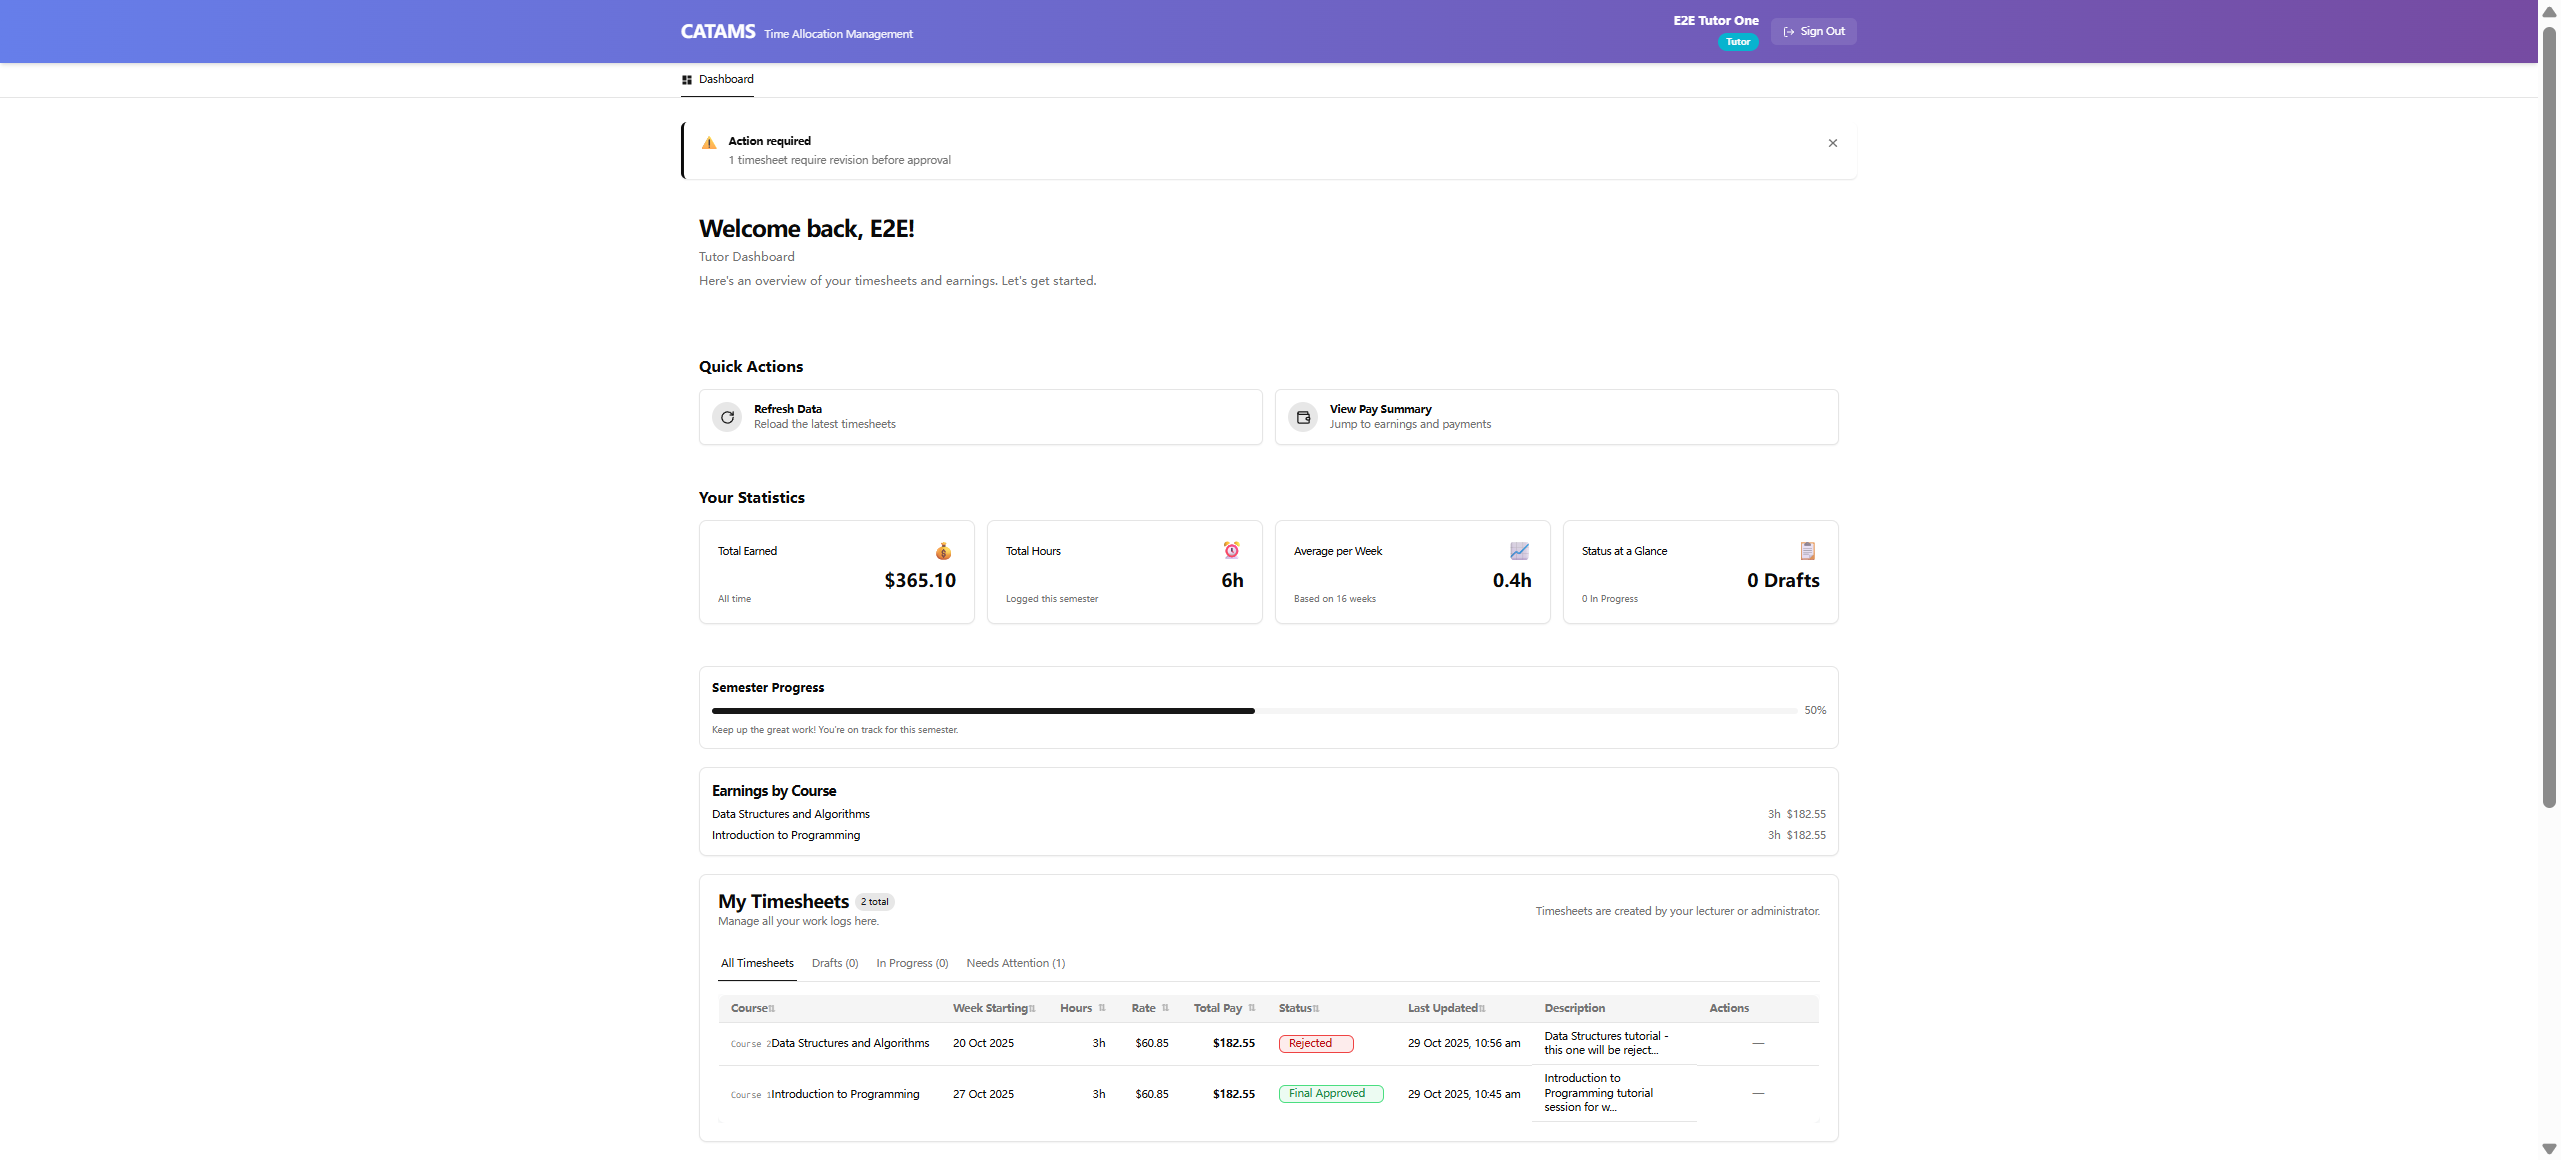 CATAMS Time Allocation Management
E2E Tutor One
Tutor
Sign Out
Dashboard
Action required
1 timesheet require revision before approval
Welcome back, E2E!
Tutor Dashboard
Here's an overview of your timesheets and earnings. Let's get started.
Quick Actions
Refresh Data
Reload the latest timesheets
View Pay Summary
Jump to earnings and payments
Your Statistics
Total Earned
$365.10
All time
Total Hours
6h
Logged this semester
Average per Week
0.4h
Based on 16 weeks
Status at a Glance
0 Drafts
0 In Progress
Semester Progress
50%
Keep up the great work! You're on track for this semester.
Earnings by Course
Data Structures and Algorithms 3h $182.55
Introduction to Programming 3h $182.55
My Timesheets 2 total
Manage all your work logs here.
Timesheets are created by your lecturer or administrator.
All Timesheets Drafts (0) In Progress (0) Needs Attention (1)
Course Week Starting Hours Rate Total Pay Status Last Updated Description Actions
Course 2 Data Structures and Algorithms 20 Oct 2025 3h $60.85 $182.55 Rejected 29 Oct 2025, 10:56 am Data Structures tutorial -
this one will be reject... —
Course 1 Introduction to Programming 27 Oct 2025 3h $60.85 $182.55 Final Approved 29 Oct 2025, 10:45 am Introduction to
Programming tutorial
session for w... —